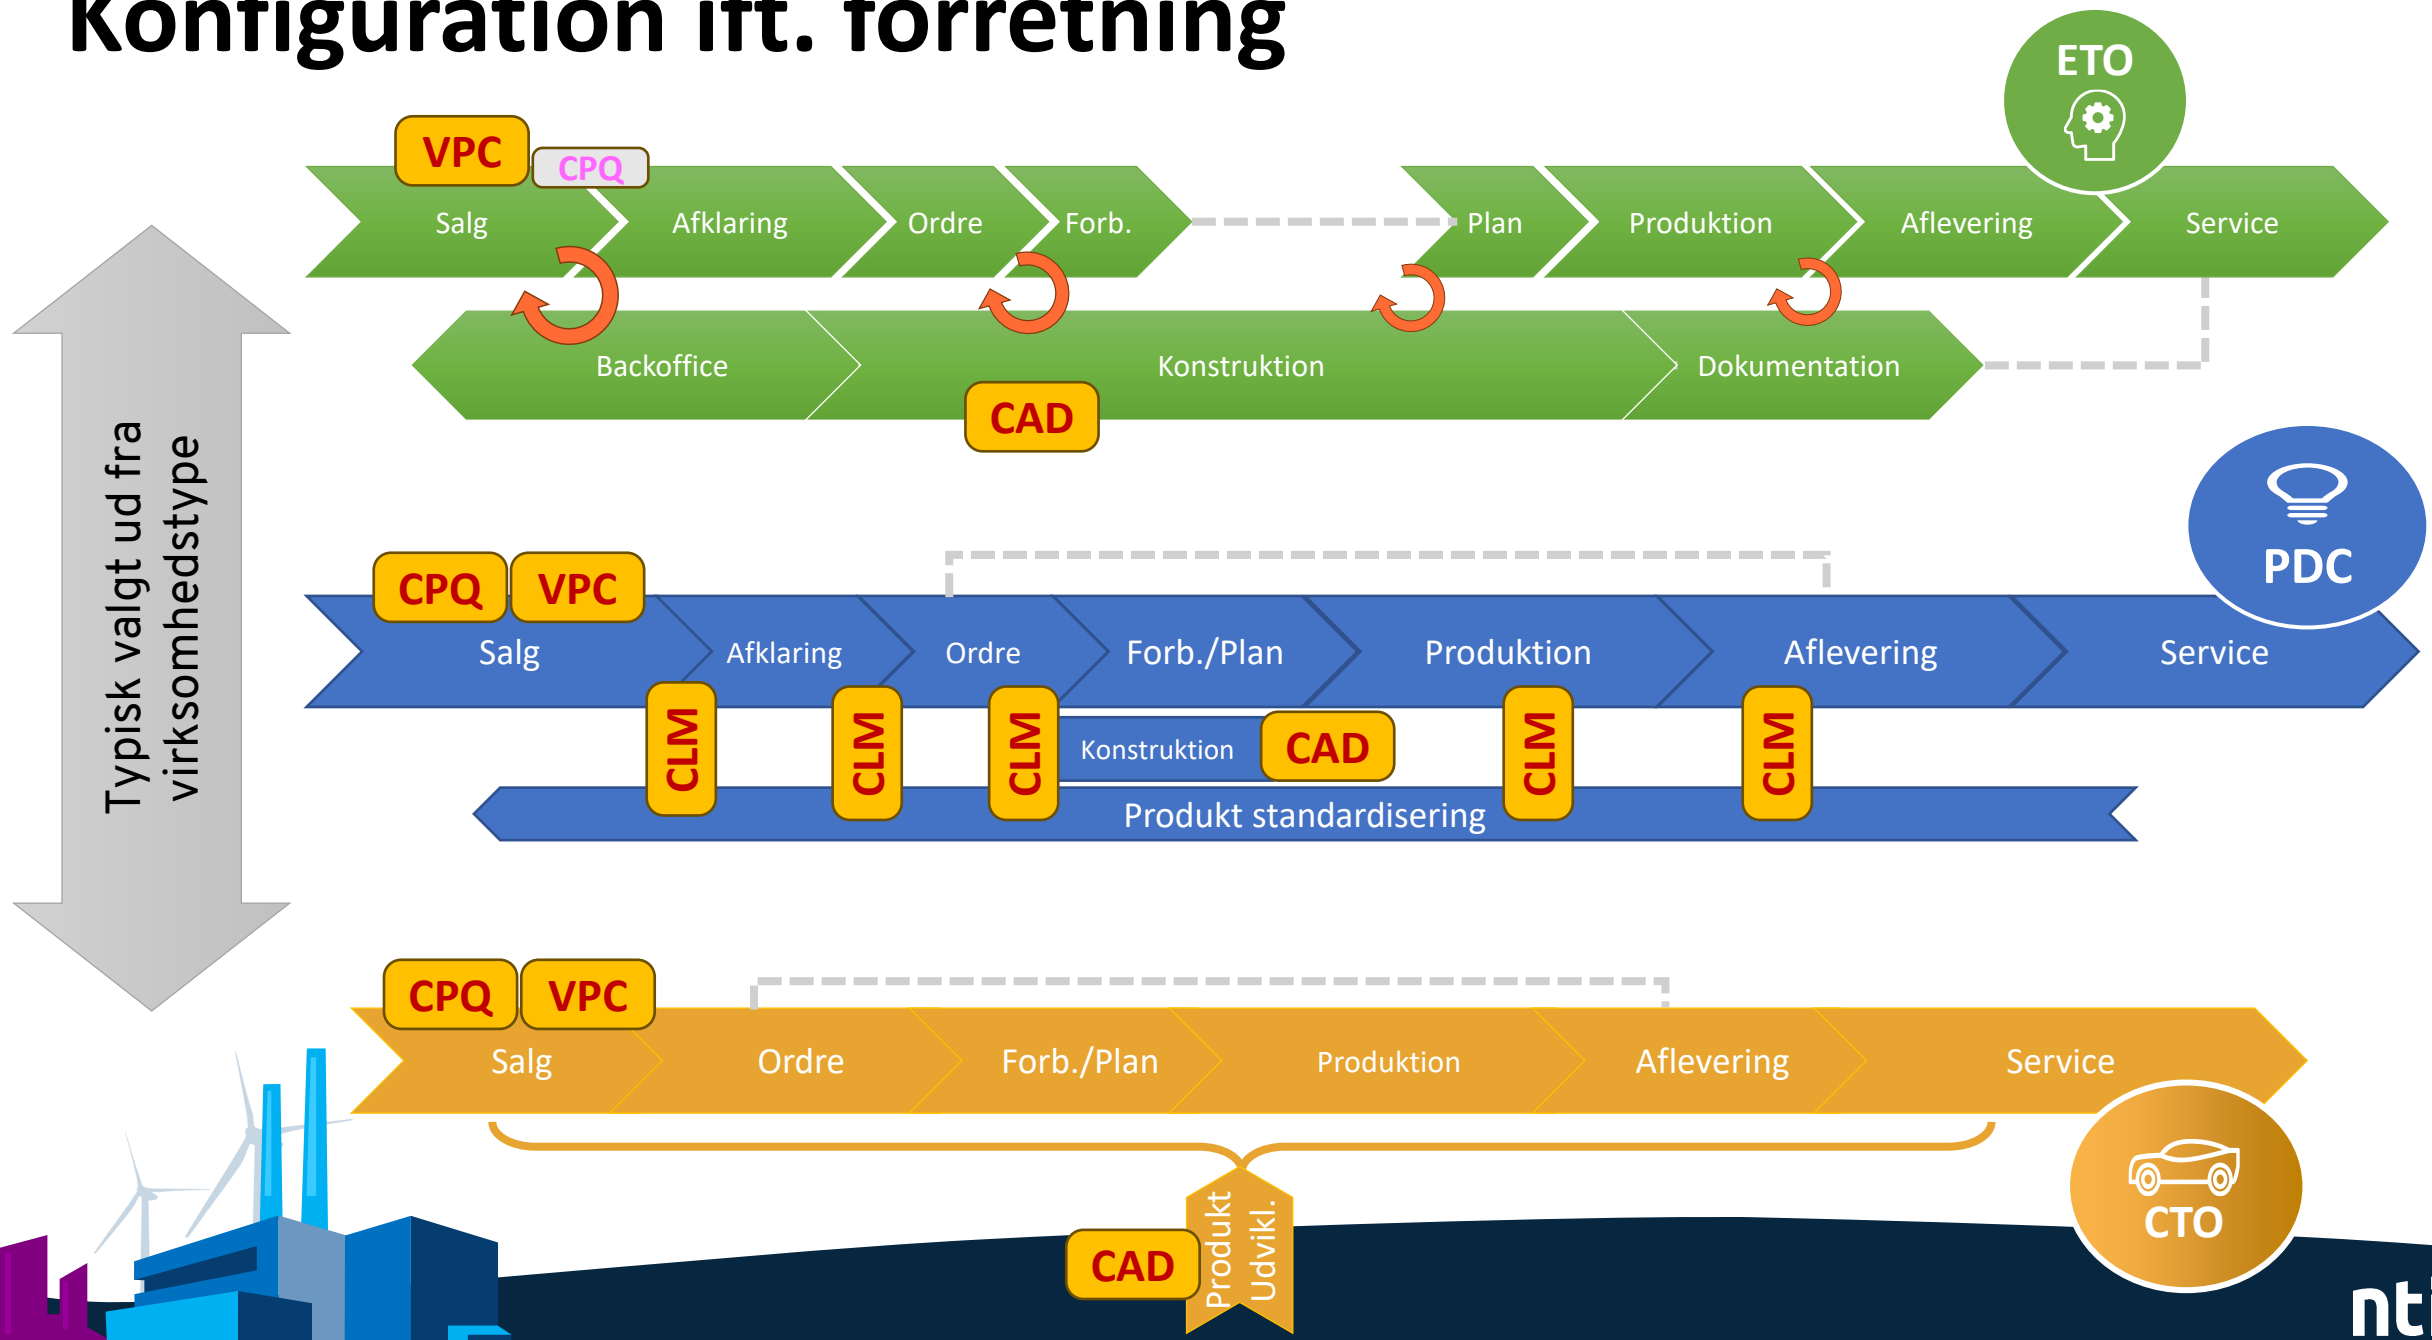 Konfiguration ift. forretning
ETO
VPC
CPQ
Salg
Afklaring
Ordre
Forb.
Plan
Produktion
Aflevering
Service
Backoffice
Konstruktion
Dokumentation
CAD
Typisk valgt ud fra
virksomhedstype
PDC
CPQ
VPC
Salg
Afklaring
Ordre
Forb./Plan
Produktion
Aflevering
Service
CLM
CLM
CLM
Konstruktion
CAD
CLM
CLM
Produkt standardisering
CPQ
VPC
Salg
Ordre
Forb./Plan
Produktion
Aflevering
Service
CTO
CAD
Produkt
Udvikl.
nti